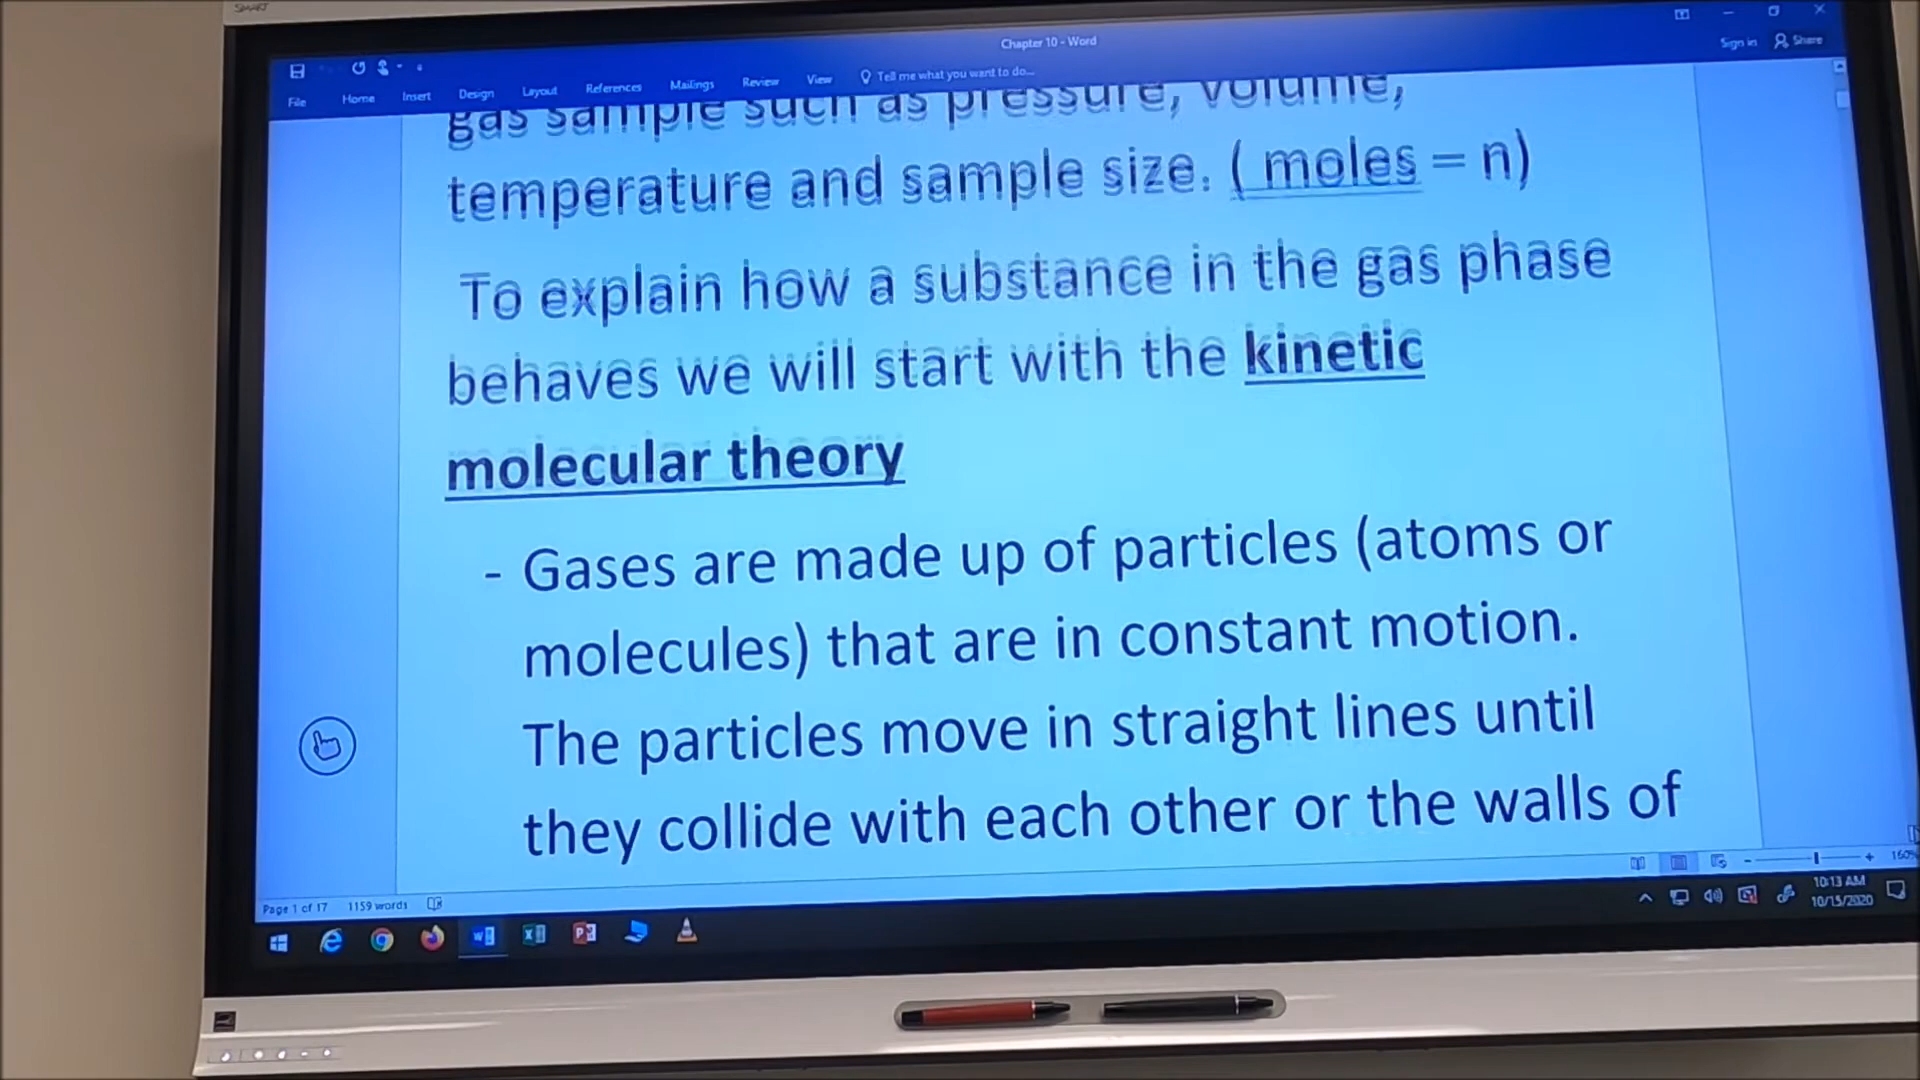 SMART
Chapter 10 - Word
Sign in Share
File Home Insert Design Layout References Mailings Review View Tell me what you want to do...
gas sample such as pressure, volume,
temperature and sample size. ( moles = n)
To explain how a substance in the gas phase
behaves we will start with the kinetic
molecular theory
- Gases are made up of particles (atoms or
molecules) that are in constant motion.
The particles move in straight lines until
they collide with each other or the walls of
Page 1 of 17 1159 words
160%
10:13 AM
10/15/2020